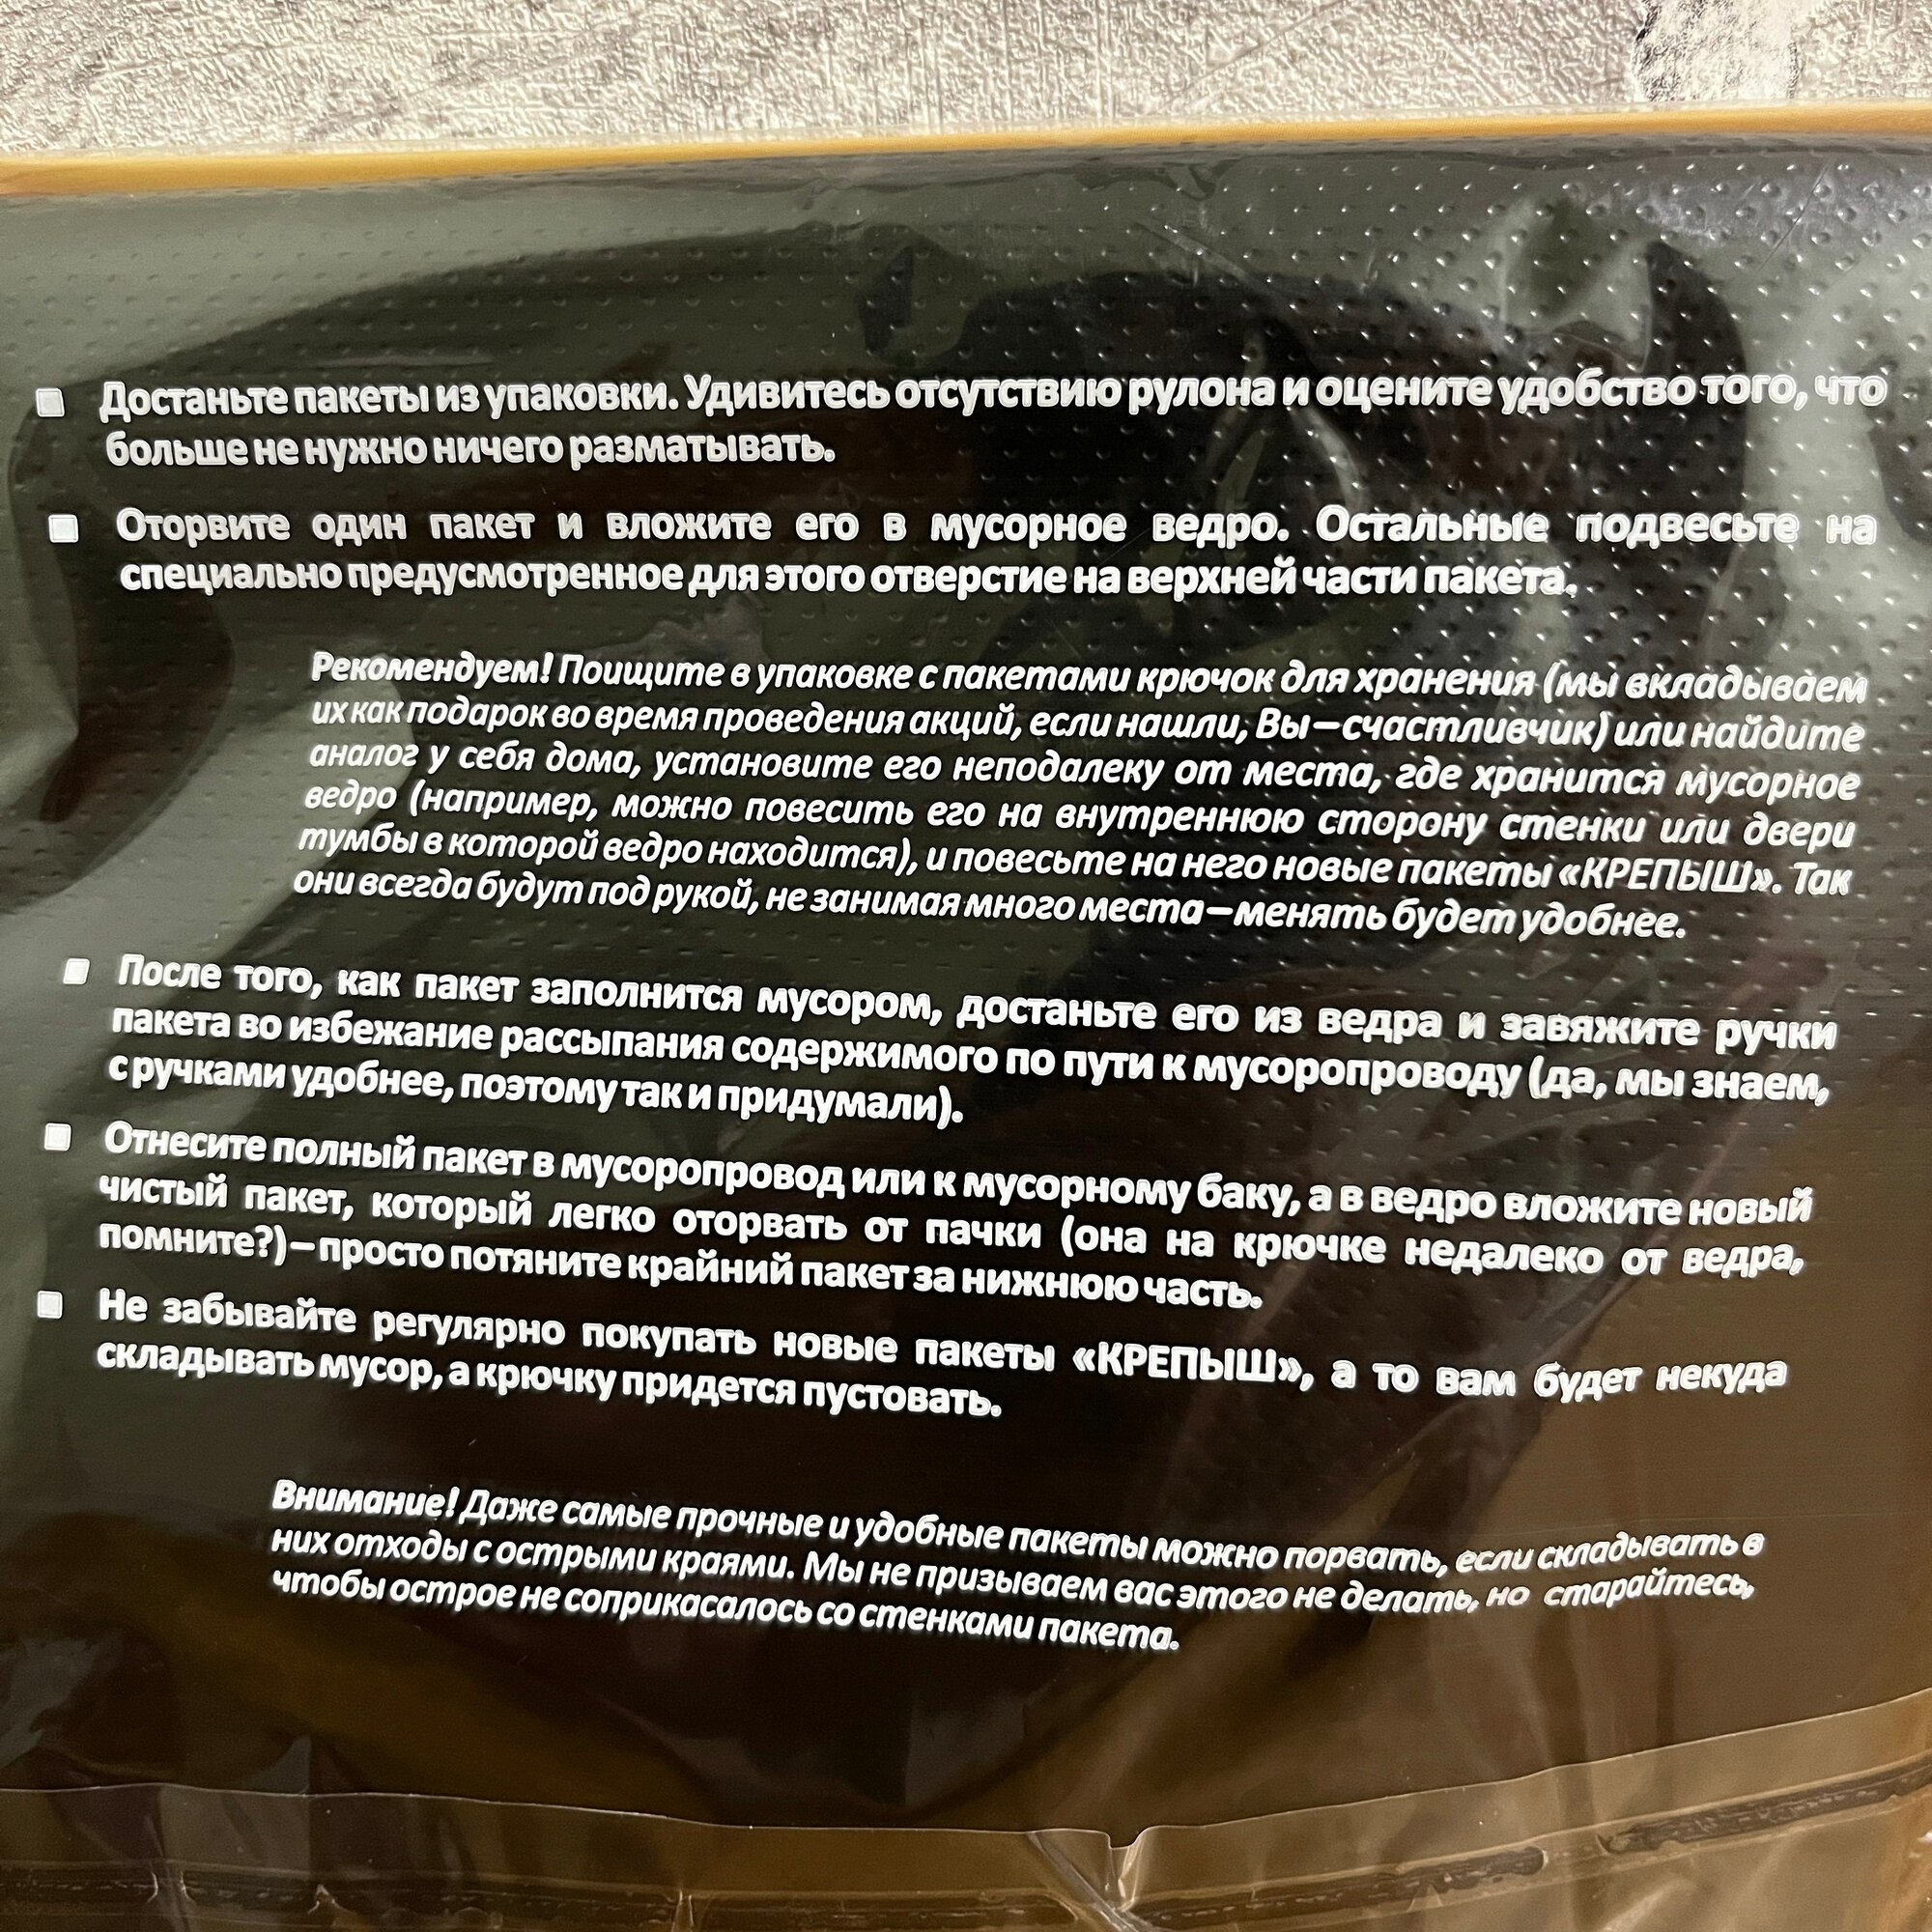 Достаньте пакеты из упаковки. Удивитесь отсутствию рулона и оцените удобство того, что
больше не нужно ничего разматывать.
Оторвите один пакет и вложите его в мусорное ведро. Остальные подвесьте на
специально предусмотренное для этого отверстие на верхней части пакета.
Рекомендуем! Поищите в упаковке с пакетами крючок для хранения (мы вкладываем
их как подарок во время проведения акций, если нашли, Вы – счастливчик) или найдите
аналог у себя дома, установите его неподалеку от места, где хранится мусорное
ведро (например, можно повесить его на внутреннюю сторону стенки или двери
тумбы в которой ведро находится), и повесьте на него новые пакеты «КРЕПЫШ». Так
они всегда будут под рукой, не занимая много места – менять будет удобнее.
После того, как пакет заполнится мусором, достаньте его из ведра и завяжите ручки
пакета во избежание рассыпания содержимого по пути к мусоропроводу (да, мы знаем,
с ручками удобнее, поэтому так и придумали).
Отнесите полный пакет в мусоропровод или к мусорному баку, а в ведро вложите новый
чистый пакет, который легко оторвать от пачки (она на крючке недалеко от ведра,
помните?) – просто потяните крайний пакет за нижнюю часть.
Не забывайте регулярно покупать новые пакеты «КРЕПЫШ», а то вам будет некуда
складывать мусор, а крючку придется пустовать.
Внимание! Даже самые прочные и удобные пакеты можно порвать, если складывать в
них отходы с острыми краями. Мы не призываем вас этого не делать, но старайтесь,
чтобы острое не соприкасалось со стенками пакета.